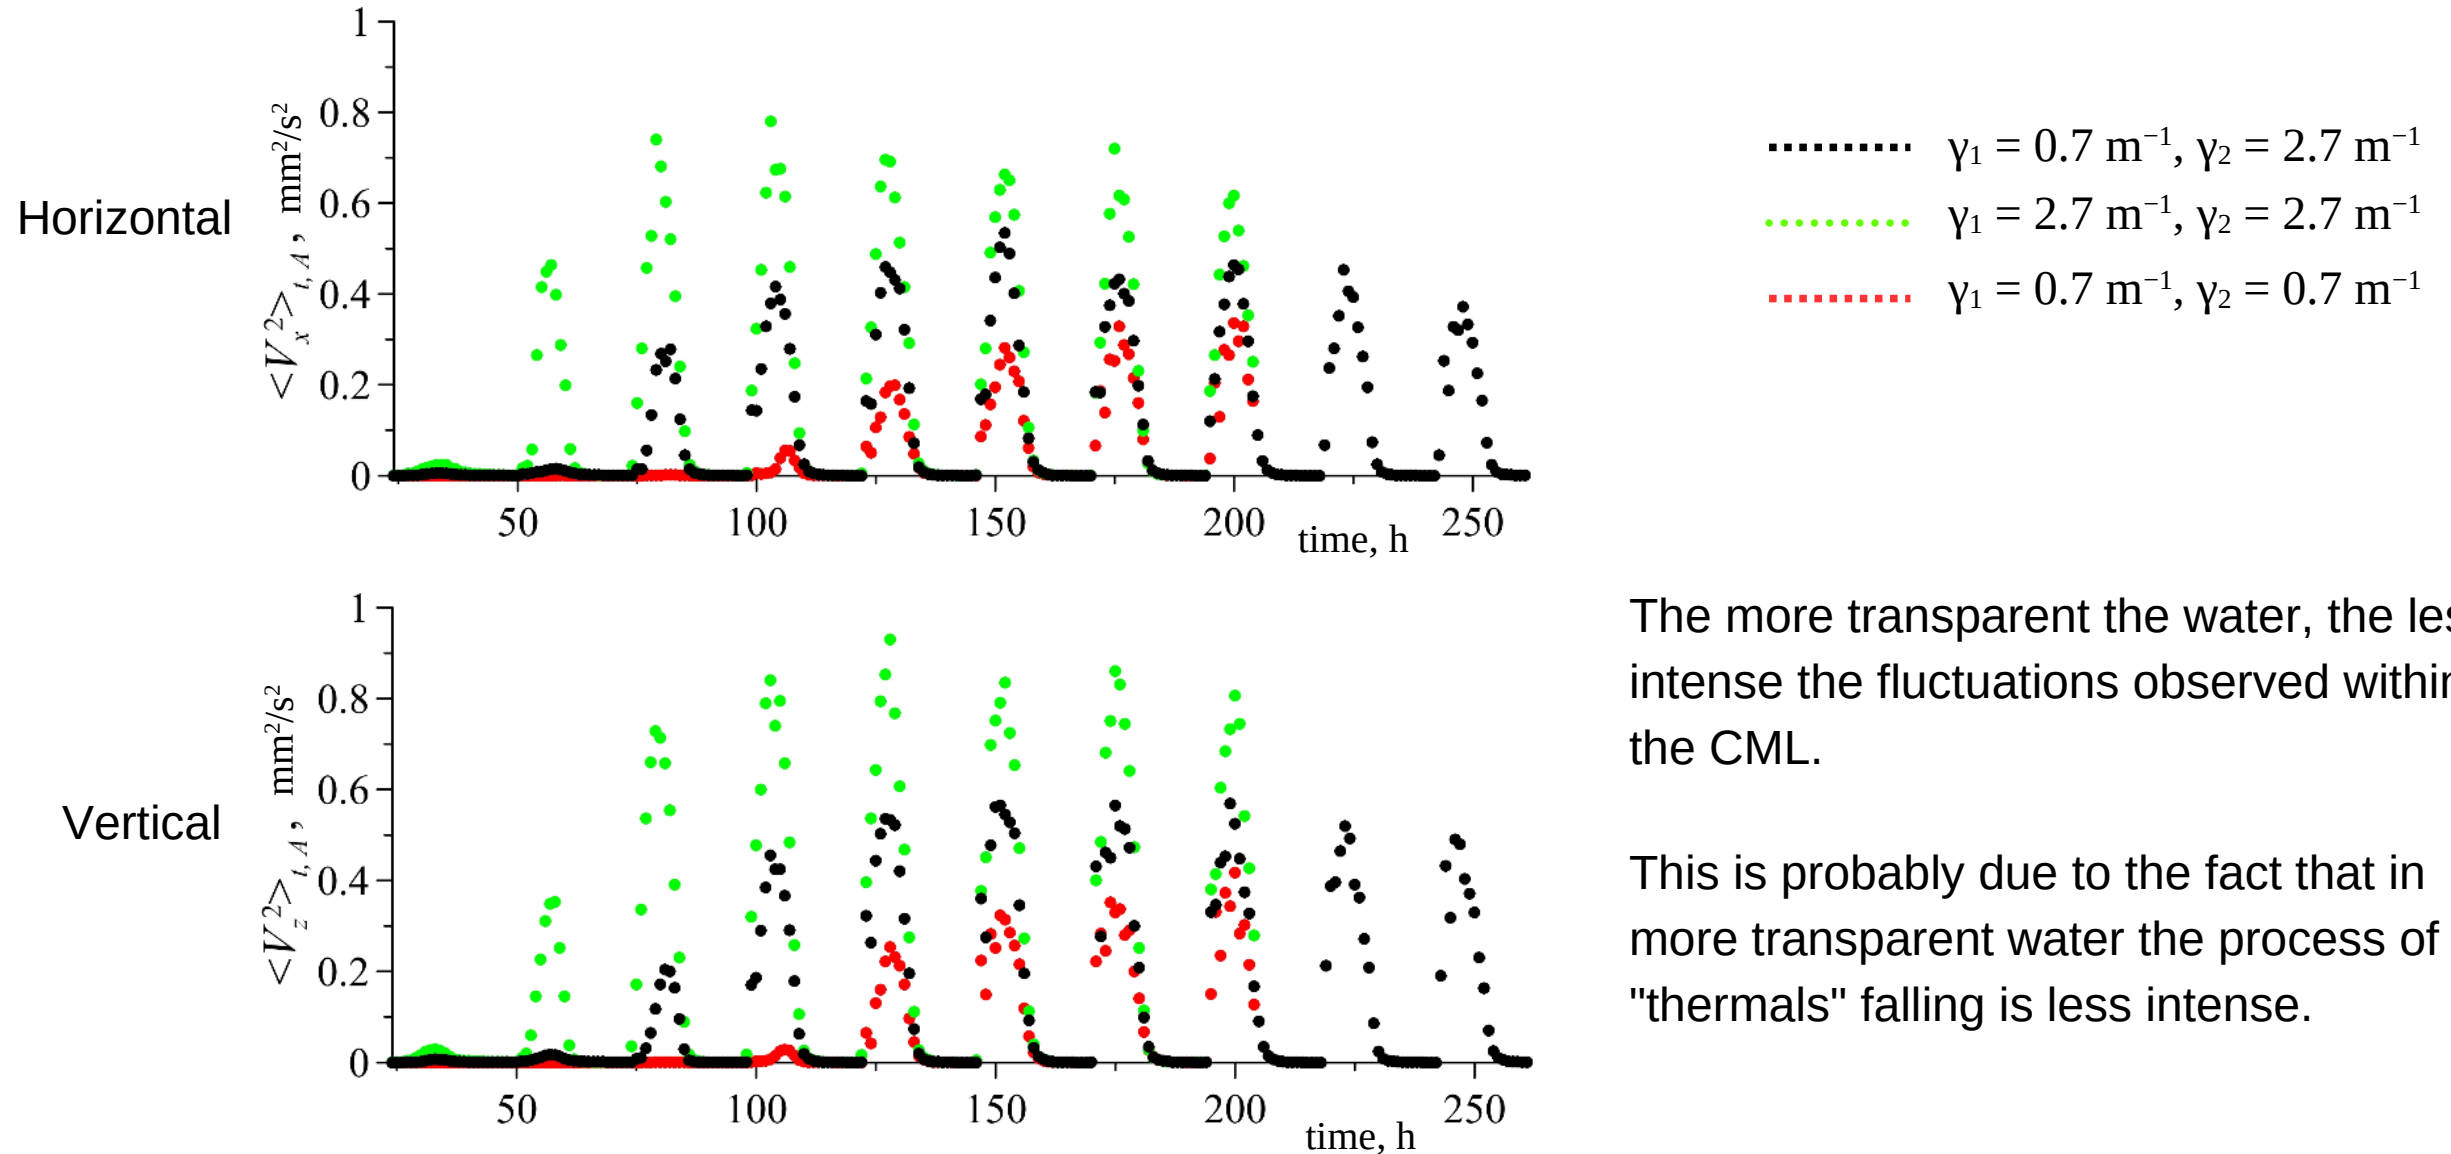 Horizontal
<V_x^2>_{t, A}, mm²/s²
1
0.8
0.6
0.4
0.2
0
50 100 150 200 250
time, h
γ₁ = 0.7 m⁻¹, γ₂ = 2.7 m⁻¹
γ₁ = 2.7 m⁻¹, γ₂ = 2.7 m⁻¹
γ₁ = 0.7 m⁻¹, γ₂ = 0.7 m⁻¹
Vertical
<V_z^2>_{t, A}, mm²/s²
1
0.8
0.6
0.4
0.2
0
50 100 150 200 250
time, h
The more transparent the water, the
intense the fluctuations observed
the CML.
This is probably due to the fact that in
more transparent water the process of
"thermals" falling is less intense.